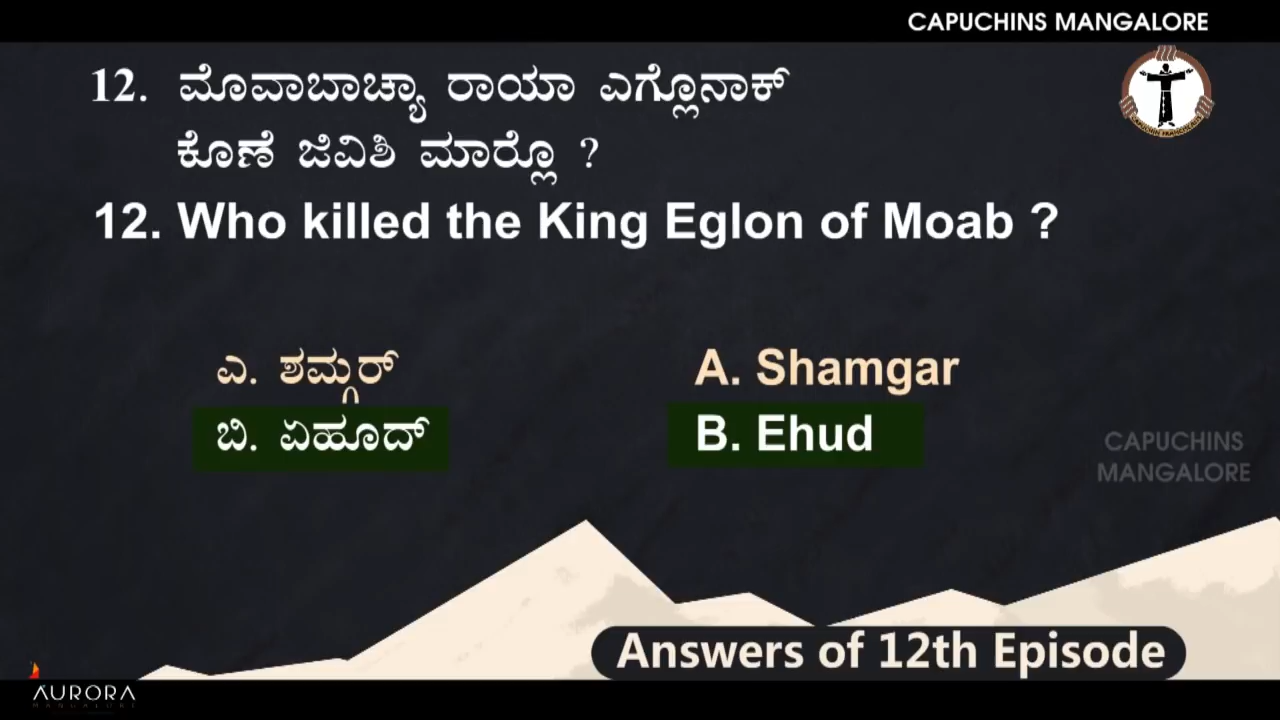 CAPUCHINS MANGALORE
12. ಮೊವಾಬಾಚ್ಯಾ ರಾಯಾ ಎಗ್ಲೊನಾಕ್
ಕೊಣೆ ಜಿವಿಶಿ ಮಾರ್‍ಲೊ ?
12. Who killed the King Eglon of Moab ?
ಎ. ಶಮ್ಗರ್
A. Shamgar
ಬಿ. ಏಹೂದ್
B. Ehud
CAPUCHINS
MANGALORE
Answers of 12th Episode
AURORA
MANGALORE